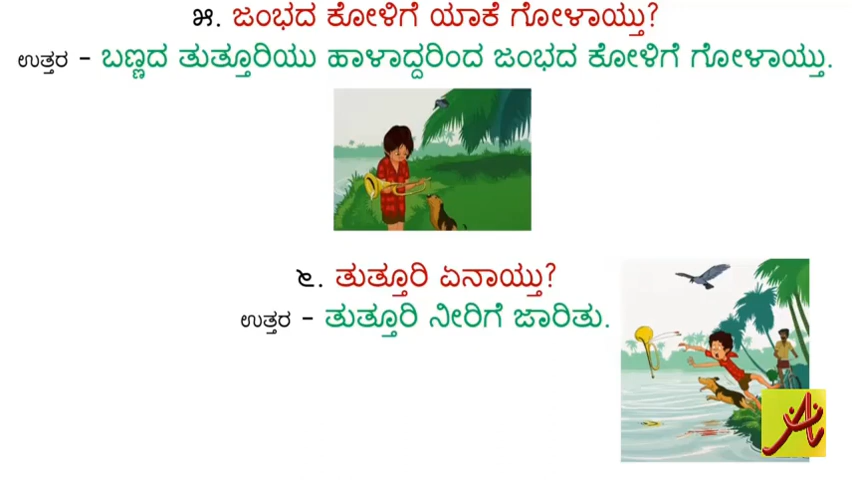 ೫. ಜಂಭದ ಕೋಳಿಗೆ ಯಾಕೆ ಗೋಳಾಯ್ತು?
ಉತ್ತರ - ಬಣ್ಣದ ತುತ್ತೂರಿಯು ಹಾಳಾದ್ದರಿಂದ ಜಂಭದ ಕೋಳಿಗೆ ಗೋಳಾಯ್ತು.
೬. ತುತ್ತೂರಿ ಏನಾಯ್ತು?
ಉತ್ತರ - ತುತ್ತೂರಿ ನೀರಿಗೆ ಜಾರಿತು.